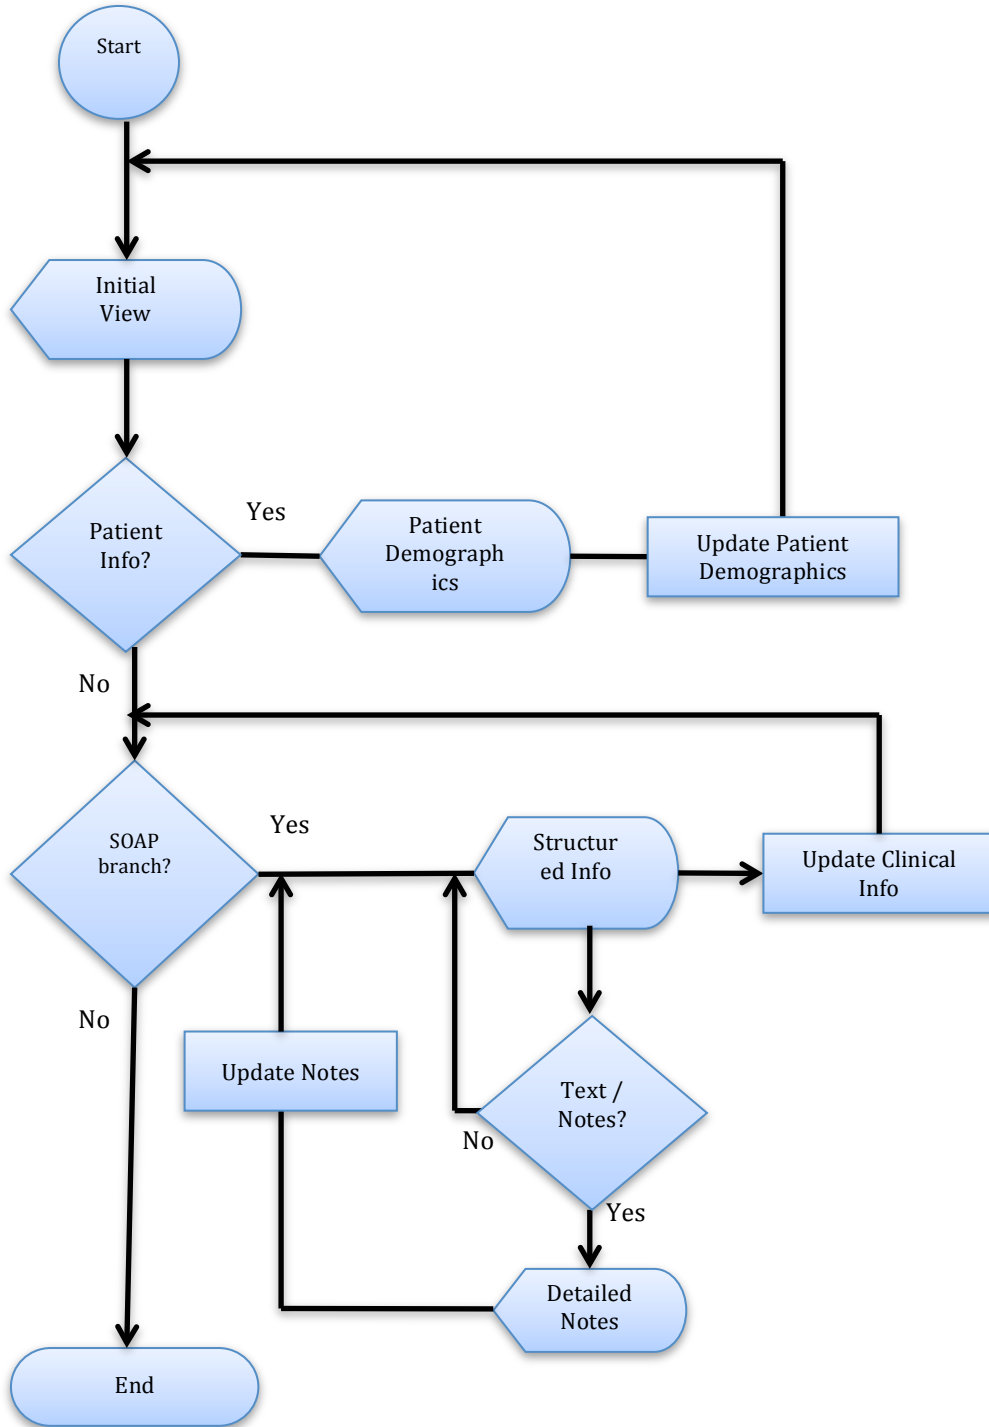 Start
Initial
View
Patient
Info?
Yes
Patient
Demograph
ics
Update Patient
Demographics
No
SOAP
branch?
Yes
Structur
ed Info
Update Clinical
Info
No
Update Notes
Text /
Notes?
No
Yes
Detailed
Notes
End